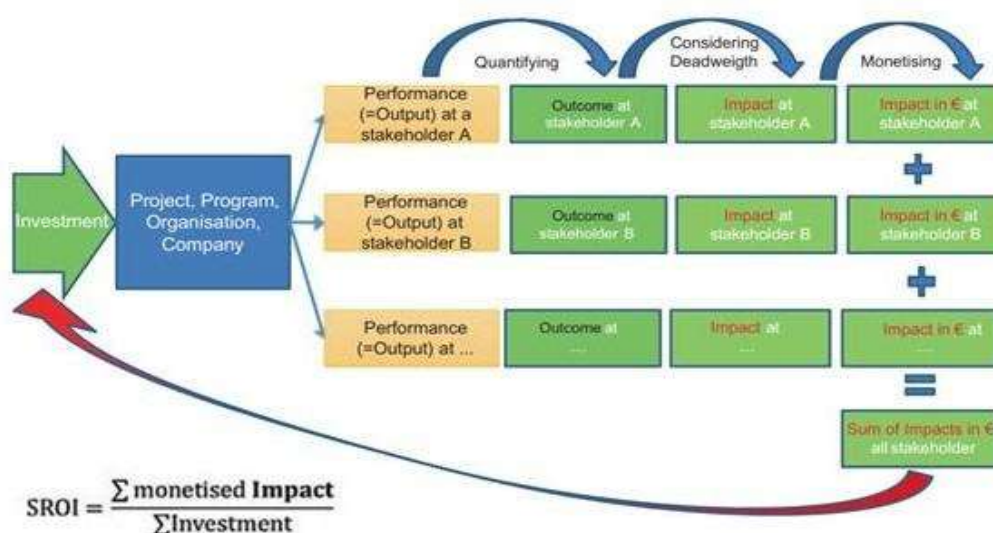 Quantifying
Considering
Deadweigth
Monetising
Investment
Project, Program,
Organisation,
Company
Performance
(=Output) at a
stakeholder A
Outcome at
stakeholder A
Impact at
stakeholder A
Impact in € at
stakeholder A
+
Performance
(=Output) at
stakeholder B
Outcome at
stakeholder B
Impact at
stakeholder B
Impact in € at
stakeholder B
+
Performance
(=Output) at ...
Outcome at
...
Impact at
...
Impact in € at
...
=
Sum of Impacts in €
all stakeholder
SROI = ∑ monetised Impact
∑Investment